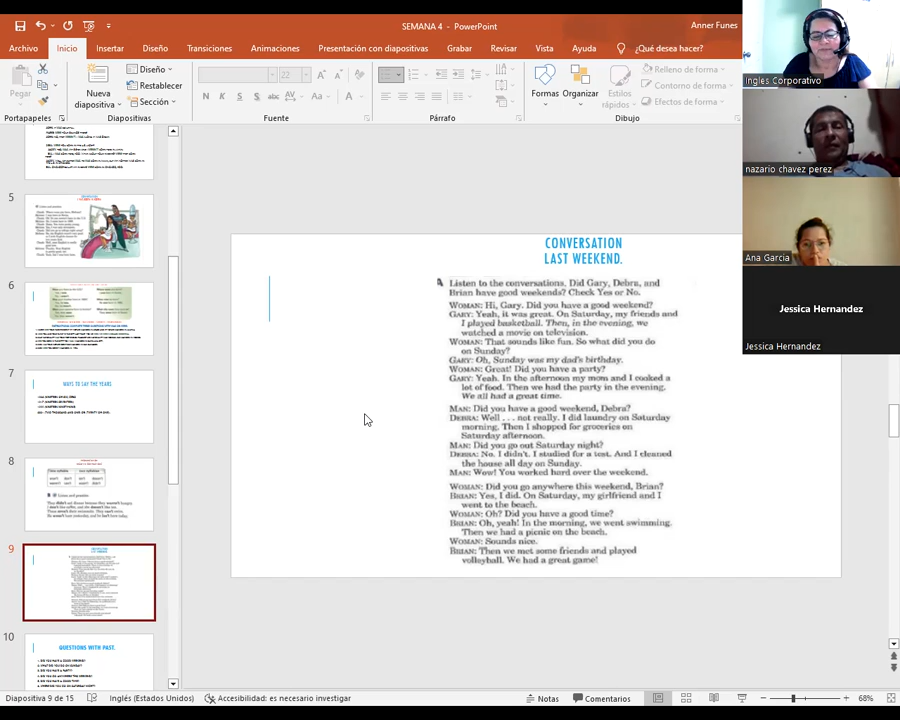 SEMANA 4 - PowerPoint
Anner Funes
Archivo
Inicio
Insertar
Diseño
Transiciones
Animaciones
Presentación con diapositivas
Grabar
Revisar
Vista
Ayuda
¿Qué desea hacer?
Pegar
Nueva
diapositiva
Diseño
Restablecer
Sección
22
N K S S abc AV Aa A
Formas
Organizar
Estilos
rápidos
Relleno de forma
Contorno de forma
Efectos de forma
Portapapeles
Diapositivas
Fuente
Párrafo
Dibujo
Ingles Corporativo
nazario chavez perez
Ana Garcia
Jessica Hernandez
Jessica Hernandez
5
6
7
WAYS TO SAY THE YEARS
8
9
10
QUESTIONS WITH PAST.
CONVERSATION
LAST WEEKEND.
A Listen to the conversations. Did Gary, Debra, and
Brian have good weekends? Check Yes or No.
WOMAN: Hi, Gary. Did you have a good weekend?
GARY: Yeah, it was great. On Saturday, my friends and
I played basketball. Then, in the evening, we
watched a movie on television.
WOMAN: That sounds like fun. So what did you do
on Sunday?
GARY: Oh, Sunday was my dad's birthday.
WOMAN: Great! Did you have a party?
GARY: Yeah. In the afternoon my mom and I cooked a
lot of food. Then we had the party in the evening.
We all had a great time.
MAN: Did you have a good weekend, Debra?
DEBRA: Well . . . not really. I did laundry on Saturday
morning. Then I shopped for groceries on
Saturday afternoon.
MAN: Did you go out Saturday night?
DEBRA: No. I didn't. I studied for a test. And I cleaned
the house all day on Sunday.
MAN: Wow! You worked hard over the weekend.
WOMAN: Did you go anywhere this weekend, Brian?
BRIAN: Yes, I did. On Saturday, my girlfriend and I
went to the beach.
WOMAN: Oh? Did you have a good time?
BRIAN: Oh, yeah! In the morning, we went swimming.
Then we had a picnic on the beach.
WOMAN: Sounds nice.
BRIAN: Then we met some friends and played
volleyball. We had a great game!
Diapositiva 9 de 15
Inglés (Estados Unidos)
Accesibilidad: es necesario investigar
Notas
Comentarios
68%